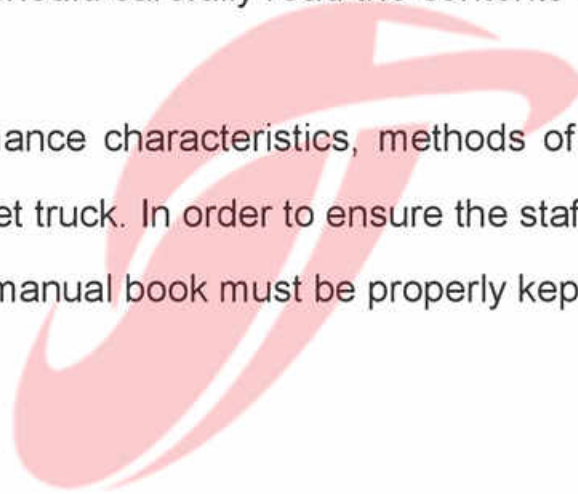 ance characteristics, methods of
et truck. In order to ensure the staf
manual book must be properly kep